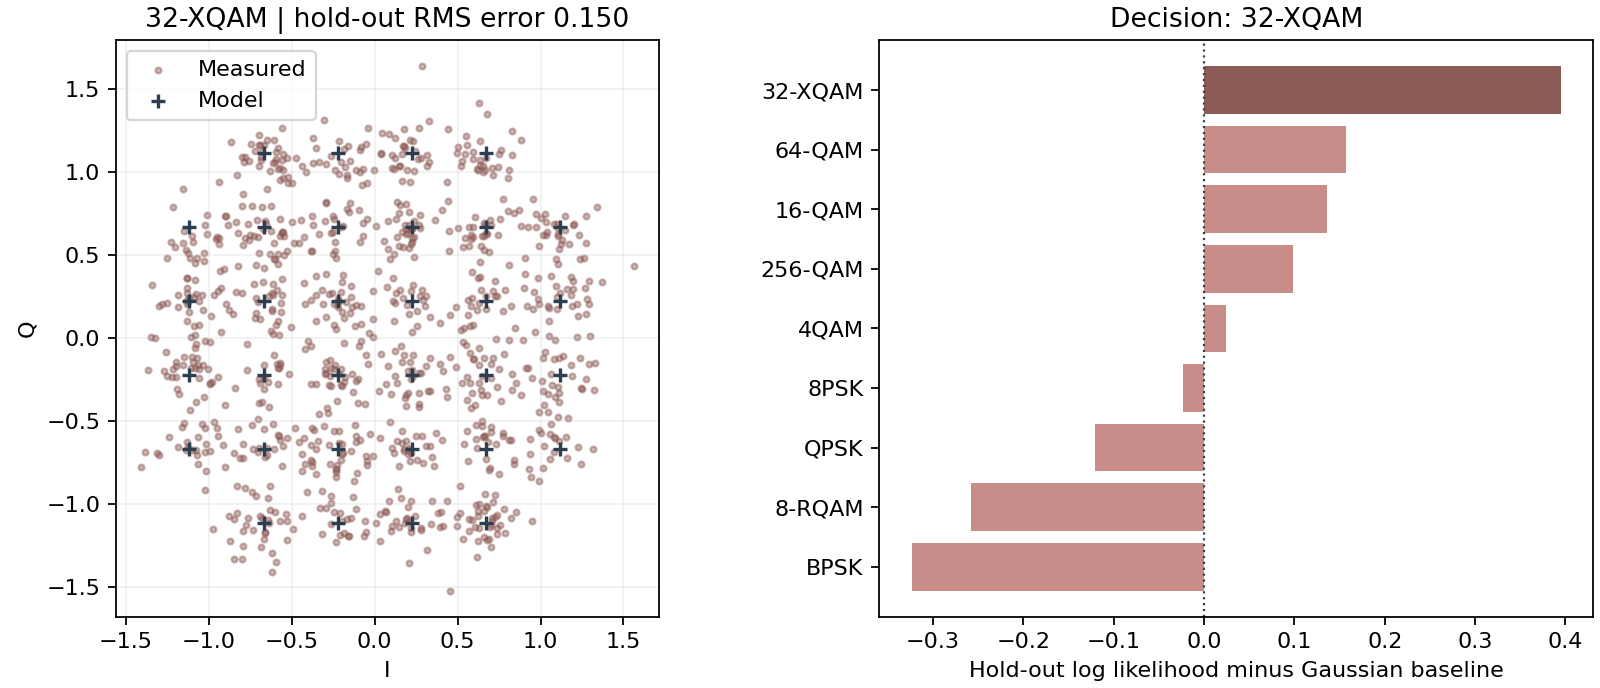 32-XQAM | hold-out RMS error 0.150
Measured
Model
1.5
1.0
0.5
0.0
−0.5
−1.0
−1.5
Q
−1.5 −1.0 −0.5 0.0 0.5 1.0 1.5
I
Decision: 32-XQAM
32-XQAM
64-QAM
16-QAM
256-QAM
4QAM
8PSK
QPSK
8-RQAM
BPSK
−0.3 −0.2 −0.1 0.0 0.1 0.2 0.3 0.4
Hold-out log likelihood minus Gaussian baseline